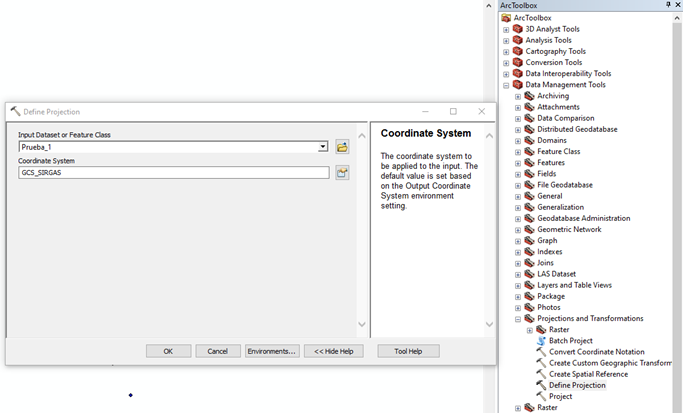 Define Projection
Input Dataset or Feature Class
Prueba_1
Coordinate System
GCS_SIRGAS
OK
Cancel
Environments...
<< Hide Help
Tool Help
Coordinate System
The coordinate system to
be applied to the input. The
default value is set based
on the Output Coordinate
System environment
setting.
ArcToolbox
ArcToolbox
3D Analyst Tools
Analysis Tools
Cartography Tools
Conversion Tools
Data Interoperability Tools
Data Management Tools
Archiving
Attachments
Data Comparison
Distributed Geodatabase
Domains
Feature Class
Features
Fields
File Geodatabase
General
Generalization
Geodatabase Administration
Geometric Network
Graph
Indexes
Joins
LAS Dataset
Layers and Table Views
Package
Photos
Projections and Transformations
Raster
Batch Project
Convert Coordinate Notation
Create Custom Geographic Transform
Create Spatial Reference
Define Projection
Project
Raster